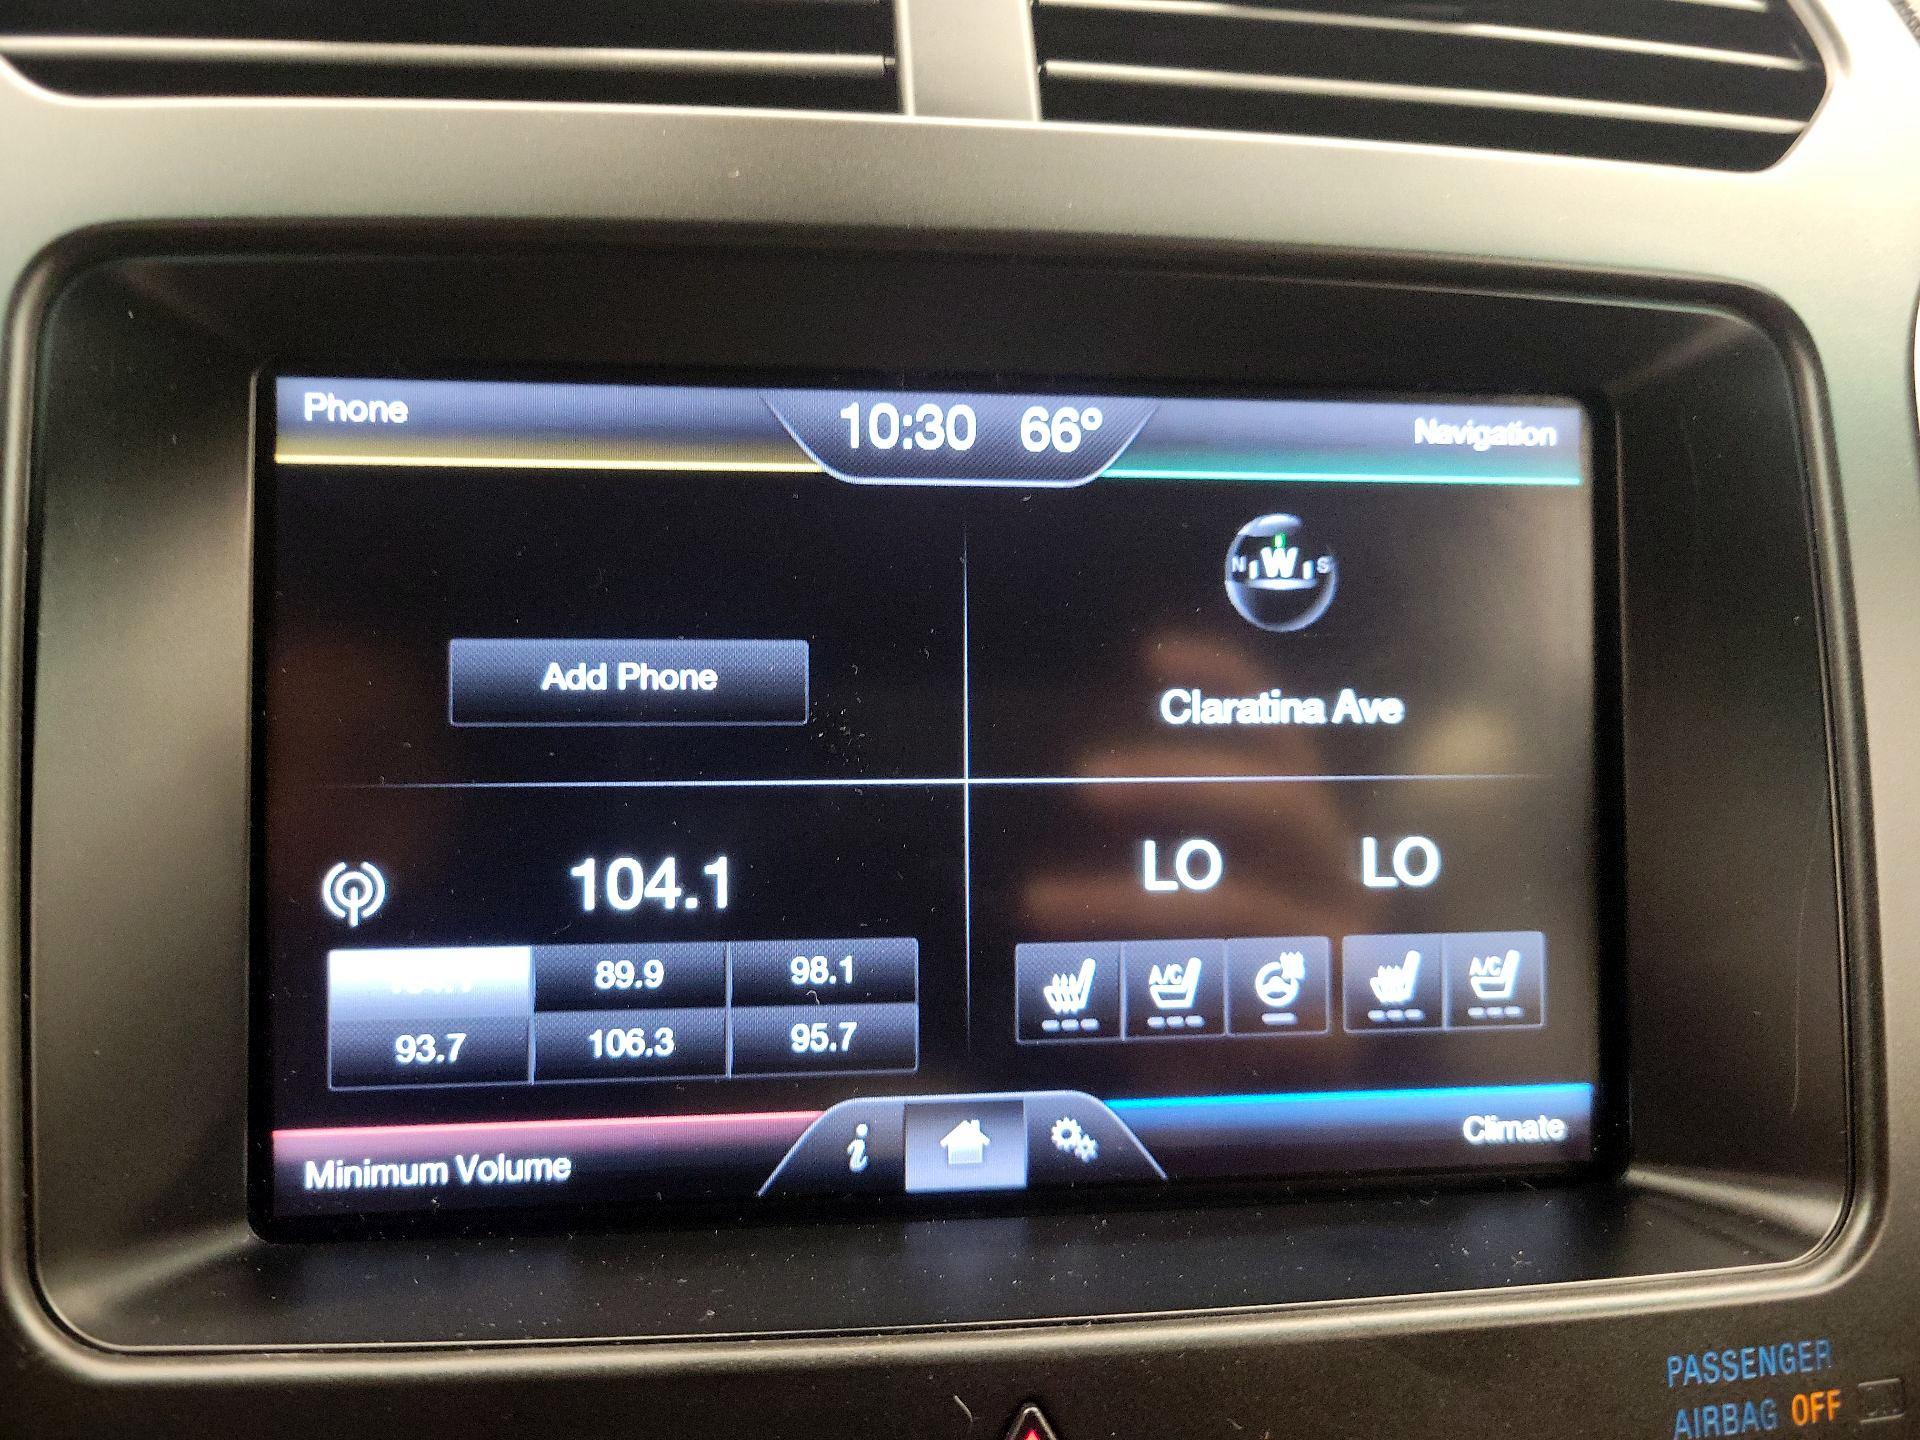 Phone
10:30 66°
Navigation
N W S
Add Phone
Claratina Ave
104.1
LO LO
89.9 98.1
93.7 106.3 95.7
A/C A/C
Minimum Volume
i
Climate
PASSENGER
AIRBAG OFF